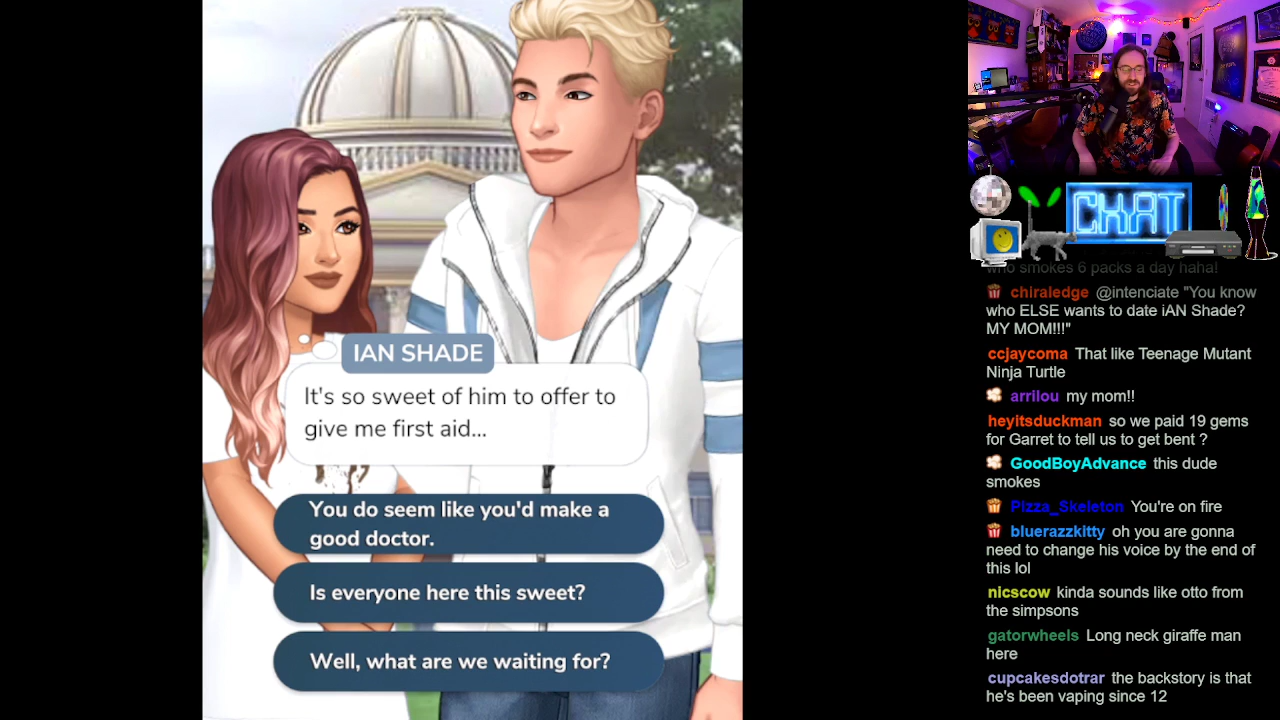 IAN SHADE
It's so sweet of him to offer to
give me first aid...
You do seem like you'd make a
good doctor.
Is everyone here this sweet?
Well, what are we waiting for?
CHAT
who smokes 6 packs a day haha!
chiraledge @intenciate "You know
who ELSE wants to date iAN Shade?
MY MOM!!!"
ccjaycoma That like Teenage Mutant
Ninja Turtle
arrilou my mom!!
heyitsduckman so we paid 19 gems
for Garret to tell us to get bent ?
GoodBoyAdvance this dude
smokes
PIzza_Skeleton You're on fire
bluerazzkitty oh you are gonna
need to change his voice by the end of
this lol
nicscow kinda sounds like otto from
the simpsons
gatorwheels Long neck giraffe man
here
cupcakesdotrar the backstory is that
he's been vaping since 12